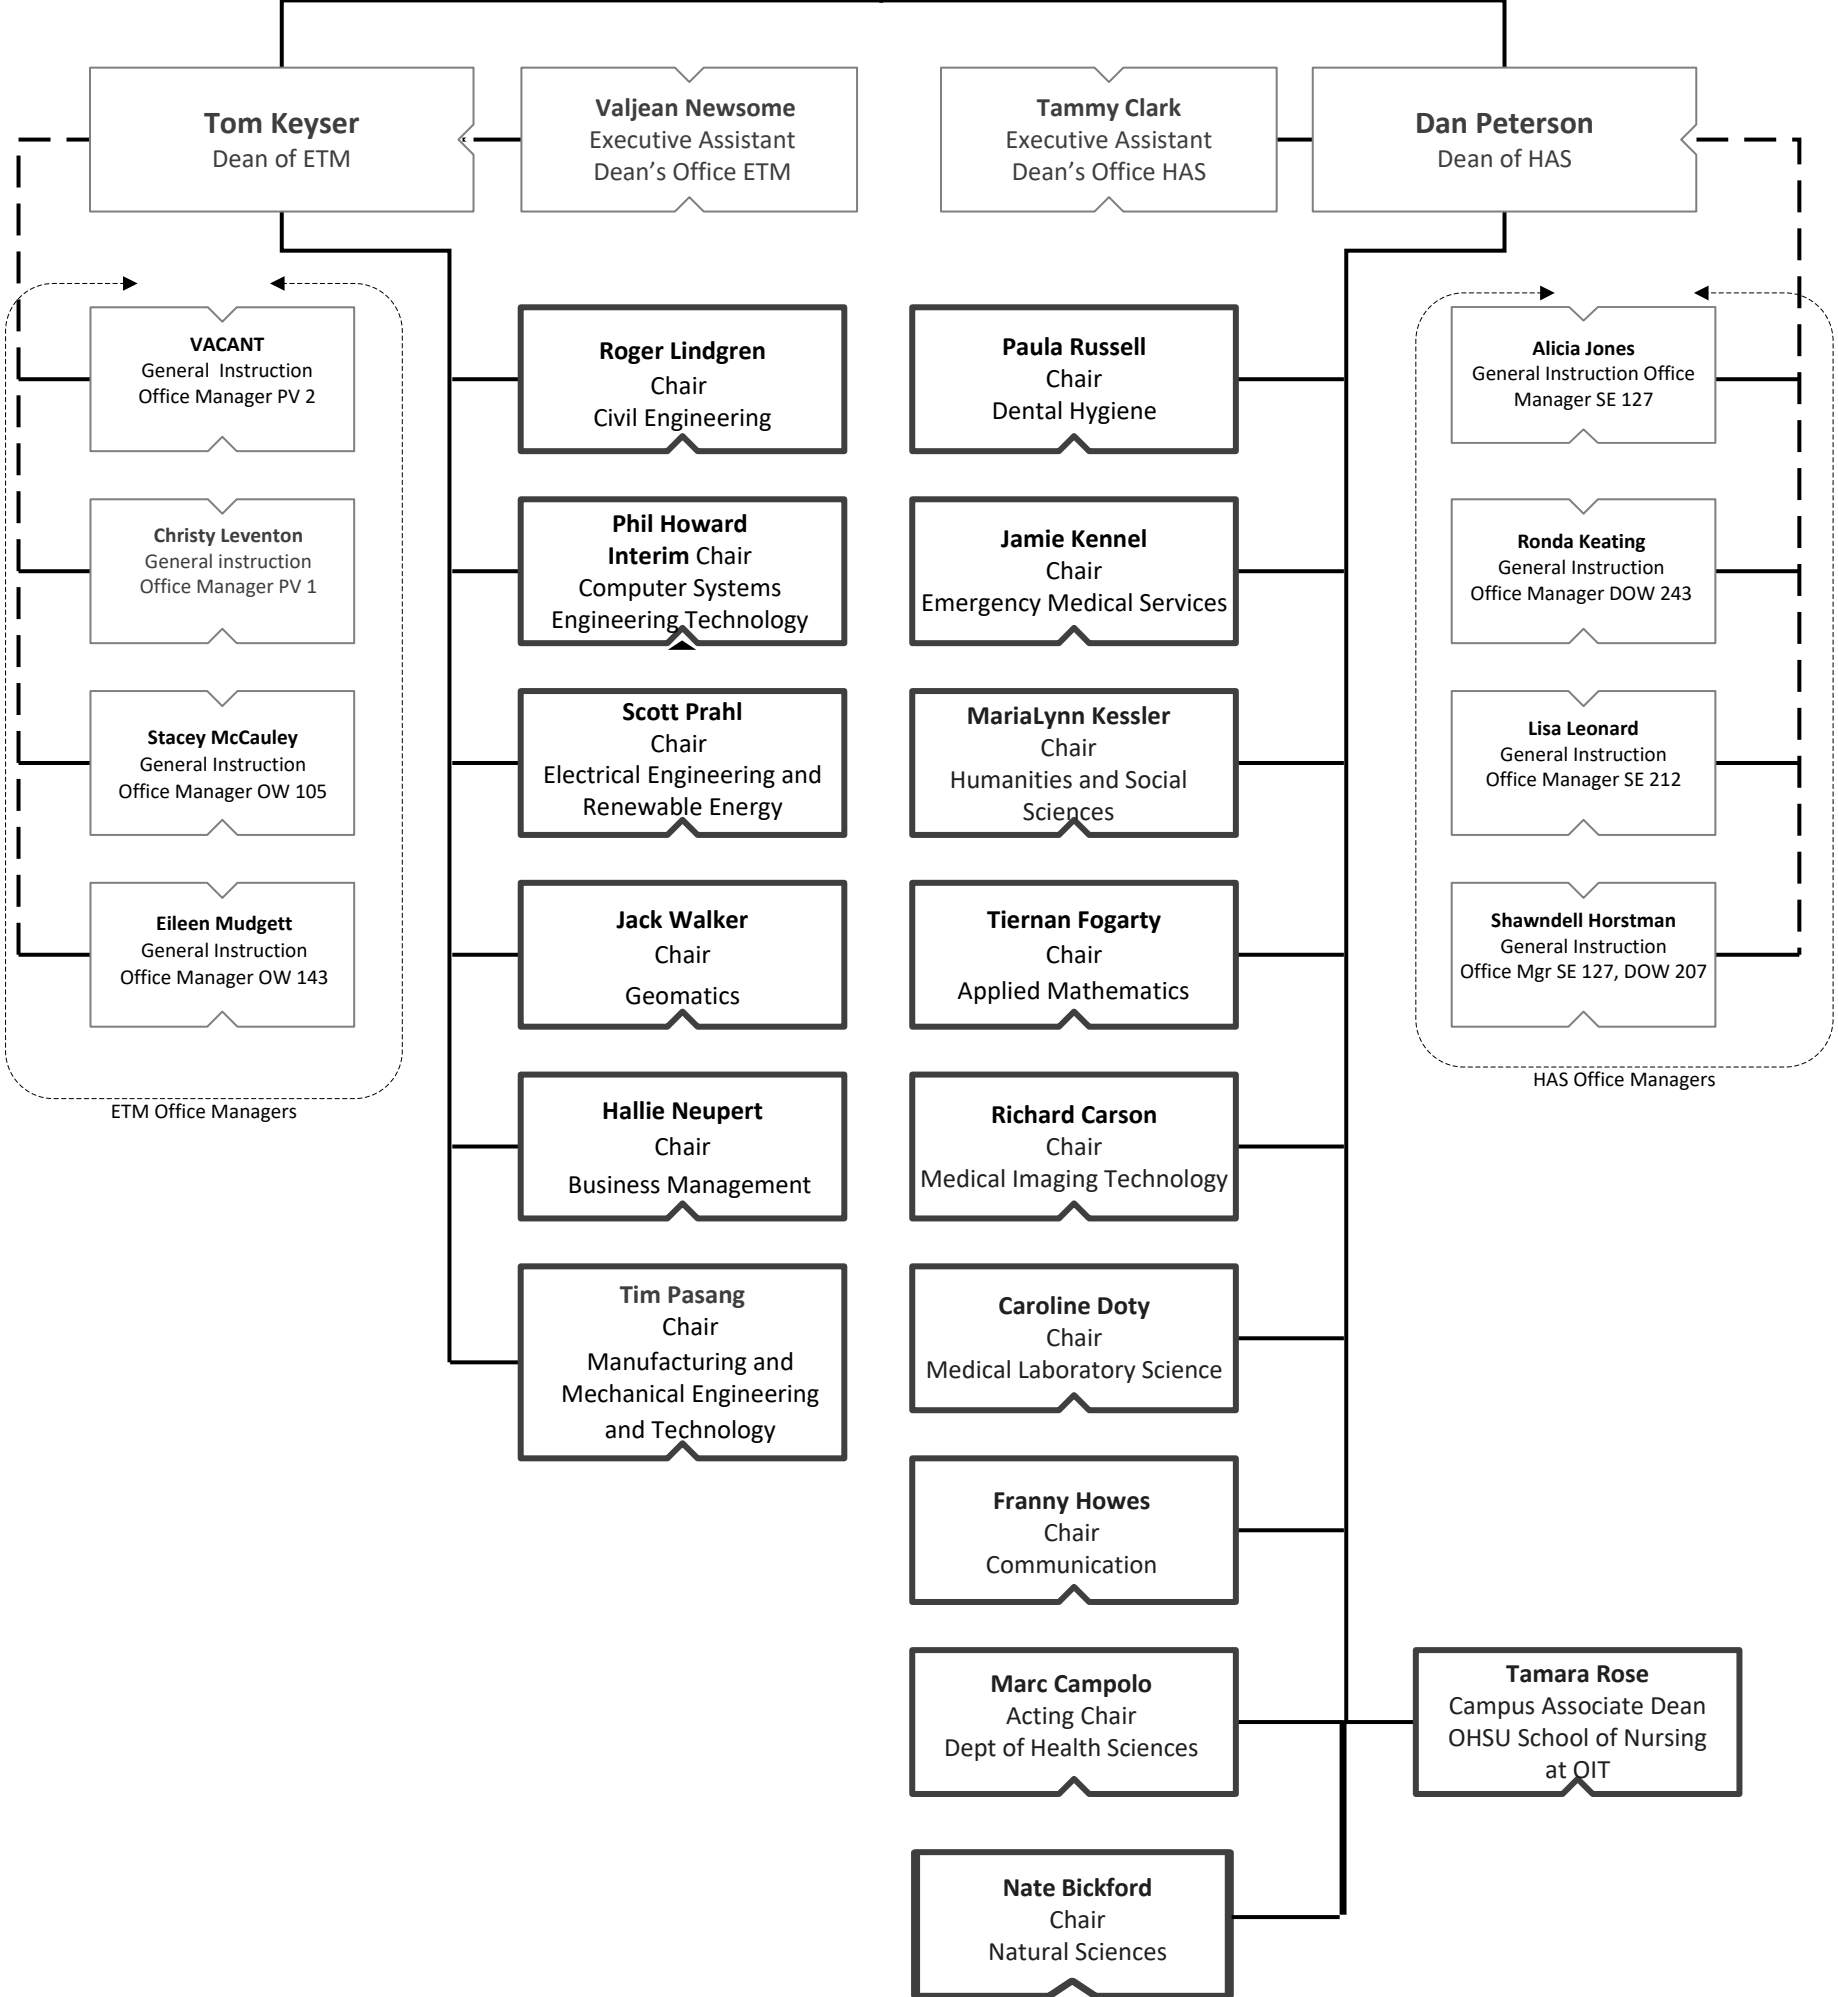 Tom Keyser
Dean of ETM
Valjean Newsome
Executive Assistant
Dean’s Office ETM
Tammy Clark
Executive Assistant
Dean’s Office HAS
Dan Peterson
Dean of HAS
VACANT
General Instruction
Office Manager PV 2
Christy Leventon
General instruction
Office Manager PV 1
Stacey McCauley
General Instruction
Office Manager OW 105
Eileen Mudgett
General Instruction
Office Manager OW 143
ETM Office Managers
Roger Lindgren
Chair
Civil Engineering
Phil Howard
Interim Chair
Computer Systems
Engineering Technology
Scott Prahl
Chair
Electrical Engineering and
Renewable Energy
Jack Walker
Chair
Geomatics
Hallie Neupert
Chair
Business Management
Tim Pasang
Chair
Manufacturing and
Mechanical Engineering
and Technology
Paula Russell
Chair
Dental Hygiene
Jamie Kennel
Chair
Emergency Medical Services
MariaLynn Kessler
Chair
Humanities and Social
Sciences
Tiernan Fogarty
Chair
Applied Mathematics
Richard Carson
Chair
Medical Imaging Technology
Caroline Doty
Chair
Medical Laboratory Science
Franny Howes
Chair
Communication
Marc Campolo
Acting Chair
Dept of Health Sciences
Nate Bickford
Chair
Natural Sciences
Alicia Jones
General Instruction Office
Manager SE 127
Ronda Keating
General Instruction
Office Manager DOW 243
Lisa Leonard
General Instruction
Office Manager SE 212
Shawndell Horstman
General Instruction
Office Mgr SE 127, DOW 207
HAS Office Managers
Tamara Rose
Campus Associate Dean
OHSU School of Nursing
at OIT